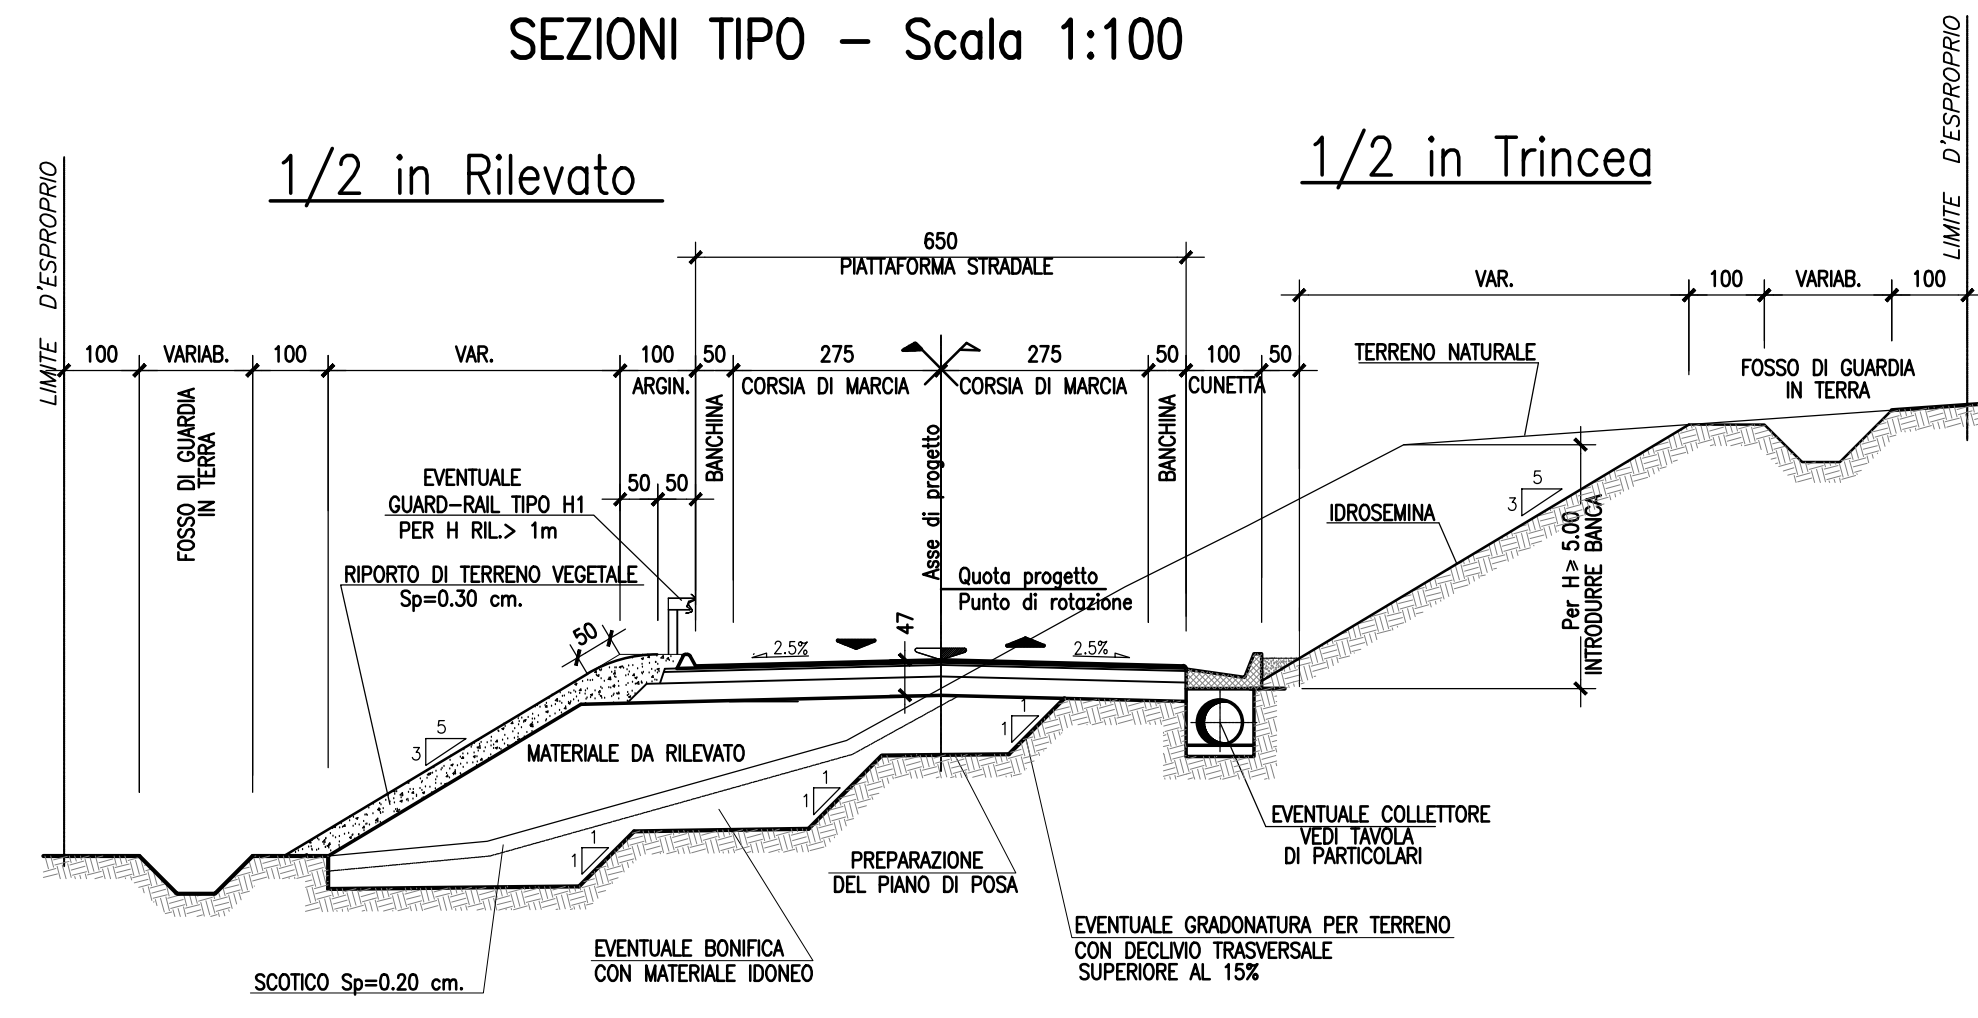 SEZIONI TIPO – Scala 1:100
1/2 in Rilevato
1/2 in Trincea
LIMITE D'ESPROPRIO
LIMITE D'ESPROPRIO
650
PIATTAFORMA STRADALE
VAR.
100
VARIAB.
100
100
VARIAB.
100
VAR.
100
50
275
275
50
100
50
ARGIN.
CORSIA DI MARCIA
CORSIA DI MARCIA
CUNETTA
BANCHINA
BANCHINA
FOSSO DI GUARDIA
IN TERRA
TERRENO NATURALE
FOSSO DI GUARDIA
IN TERRA
Asse di progetto
EVENTUALE
GUARD-RAIL TIPO H1
PER H RIL.> 1m
50
50
5
3
IDROSEMINA
Per H≥ 5.00
INTRODURRE BANCA
RIPORTO DI TERRENO VEGETALE
Sp=0.30 cm.
Quota progetto
Punto di rotazione
50
47
2.5%
2.5%
5
3
MATERIALE DA RILEVATO
1
1
1
1
1
1
EVENTUALE COLLETTORE
VEDI TAVOLA
DI PARTICOLARI
PREPARAZIONE
DEL PIANO DI POSA
EVENTUALE GRADONATURA PER TERRENO
CON DECLIVIO TRASVERSALE
SUPERIORE AL 15%
EVENTUALE BONIFICA
CON MATERIALE IDONEO
SCOTICO Sp=0.20 cm.